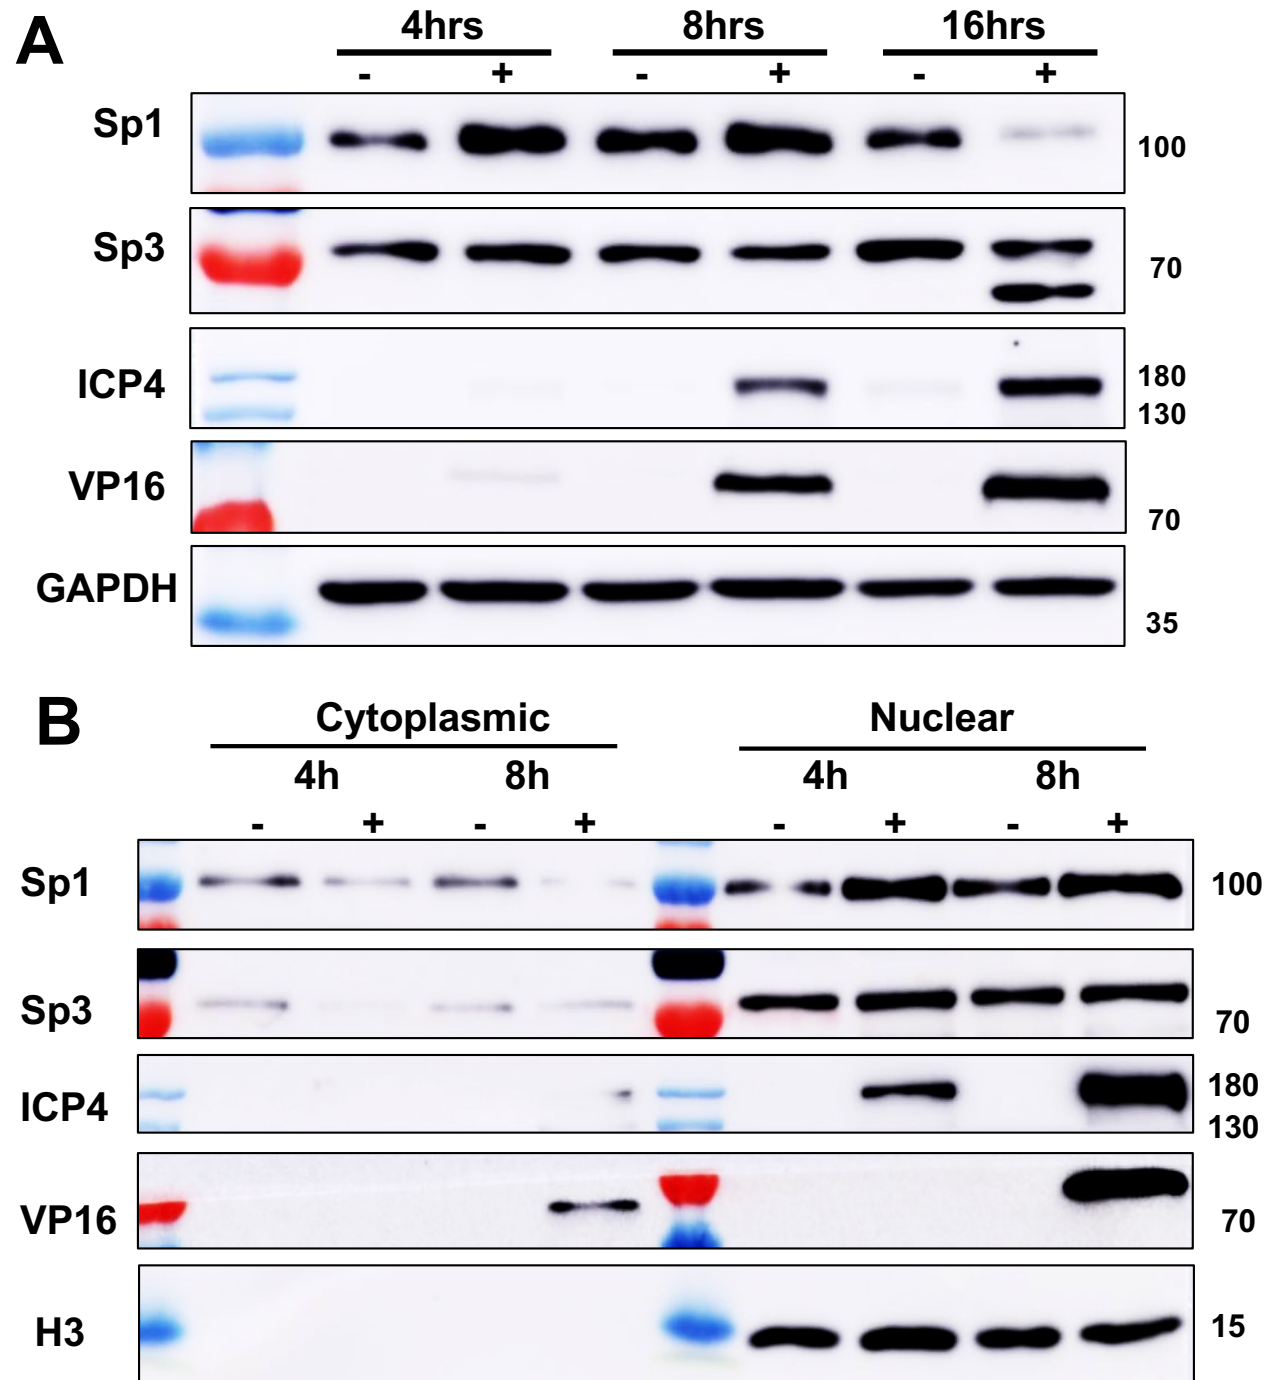 A
4hrs 8hrs 16hrs
- + - + - +
Sp1 100
Sp3 70
ICP4 180
130
VP16 70
GAPDH 35
B
Cytoplasmic Nuclear
4h 8h 4h 8h
- + - + - + - +
Sp1 100
Sp3 70
ICP4 180
130
VP16 70
H3 15